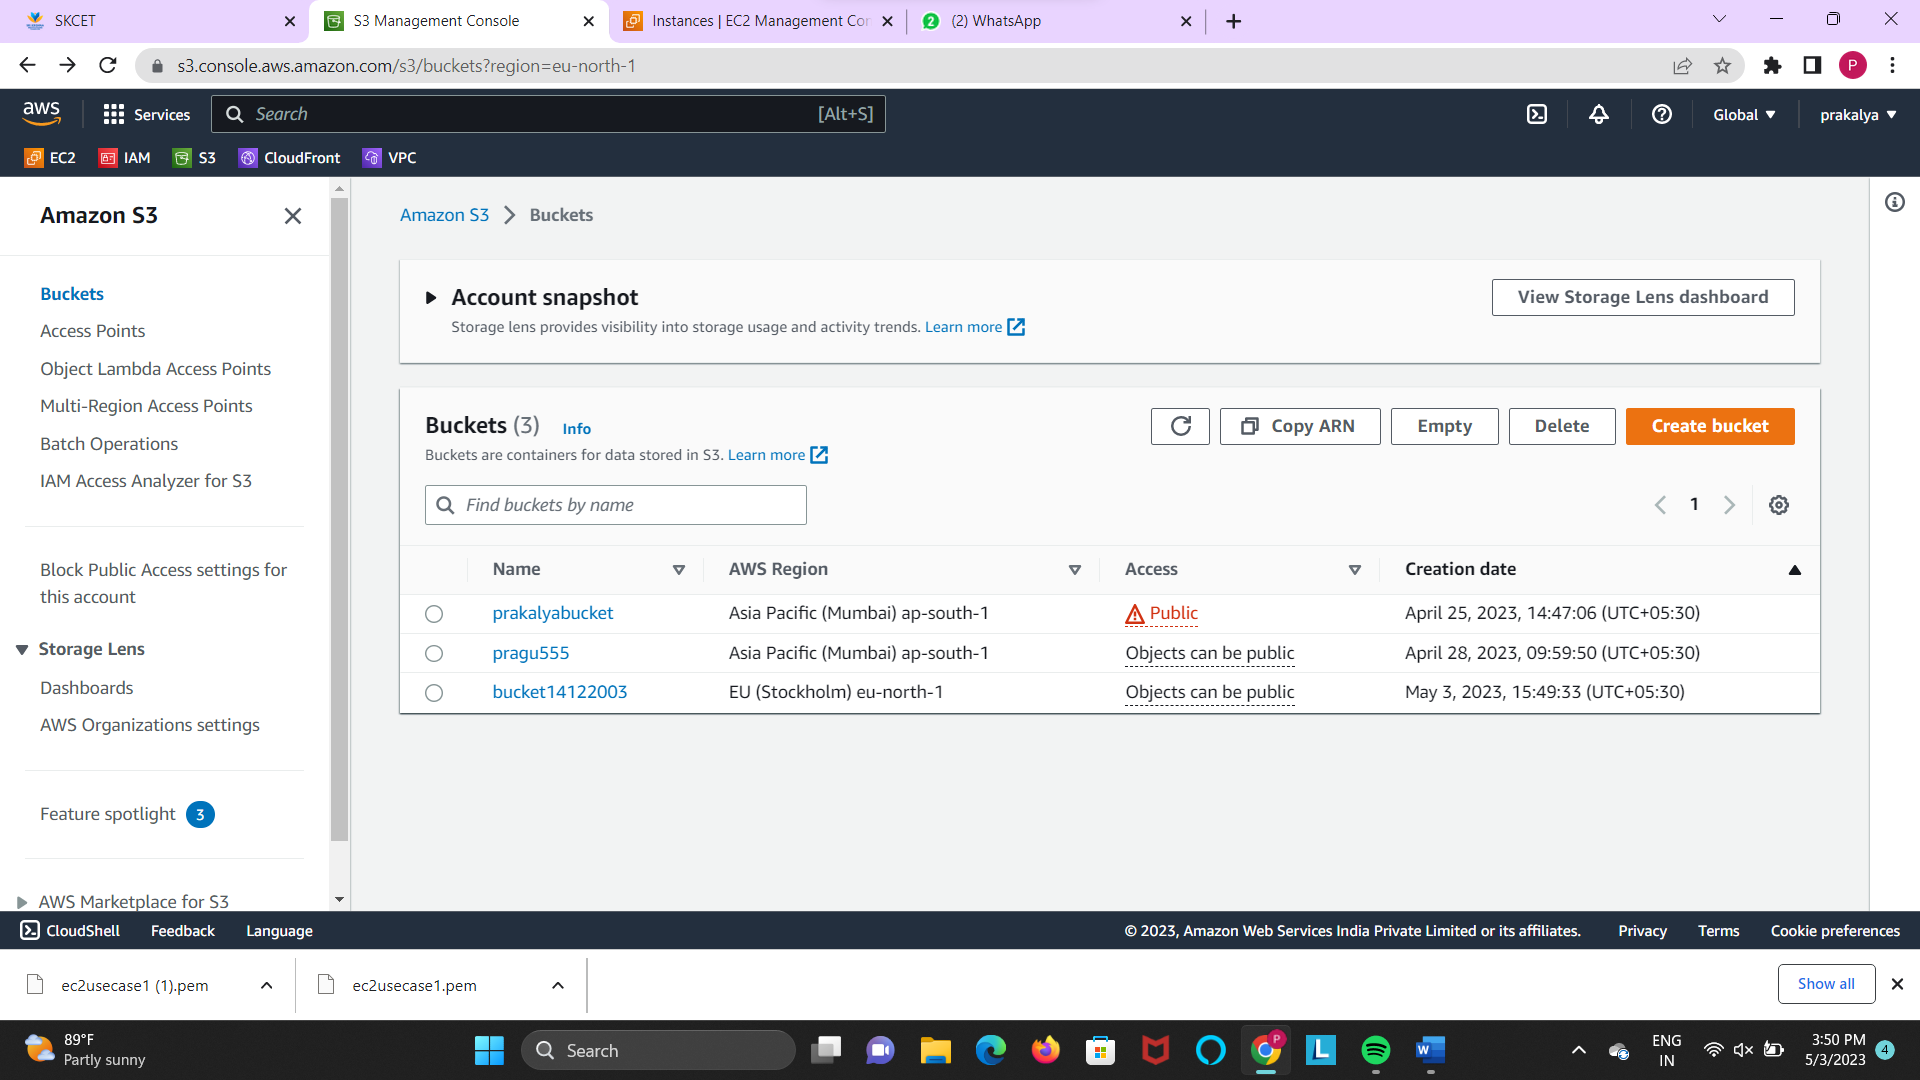 SKCET
S3 Management Console
Instances | EC2 Management Con
(2) WhatsApp
s3.console.aws.amazon.com/s3/buckets?region=eu-north-1
P
aws
Services
Search
[Alt+S]
Global
prakalya
EC2
IAM
S3
CloudFront
VPC
Amazon S3
Buckets
Access Points
Object Lambda Access Points
Multi-Region Access Points
Batch Operations
IAM Access Analyzer for S3
Block Public Access settings for
this account
Storage Lens
Dashboards
AWS Organizations settings
Feature spotlight 3
AWS Marketplace for S3
Amazon S3 > Buckets
Account snapshot
Storage lens provides visibility into storage usage and activity trends. Learn more
View Storage Lens dashboard
Buckets (3) Info
Buckets are containers for data stored in S3. Learn more
Copy ARN
Empty
Delete
Create bucket
Find buckets by name
1
Name AWS Region Access Creation date
prakalyabucket Asia Pacific (Mumbai) ap-south-1 Public April 25, 2023, 14:47:06 (UTC+05:30)
pragu555 Asia Pacific (Mumbai) ap-south-1 Objects can be public April 28, 2023, 09:59:50 (UTC+05:30)
bucket14122003 EU (Stockholm) eu-north-1 Objects can be public May 3, 2023, 15:49:33 (UTC+05:30)
CloudShell Feedback Language
© 2023, Amazon Web Services India Private Limited or its affiliates. Privacy Terms Cookie preferences
ec2usecase1 (1).pem
ec2usecase1.pem
Show all
89°F
Partly sunny
Search
P
L
W
ENG
IN
3:50 PM
5/3/2023
4